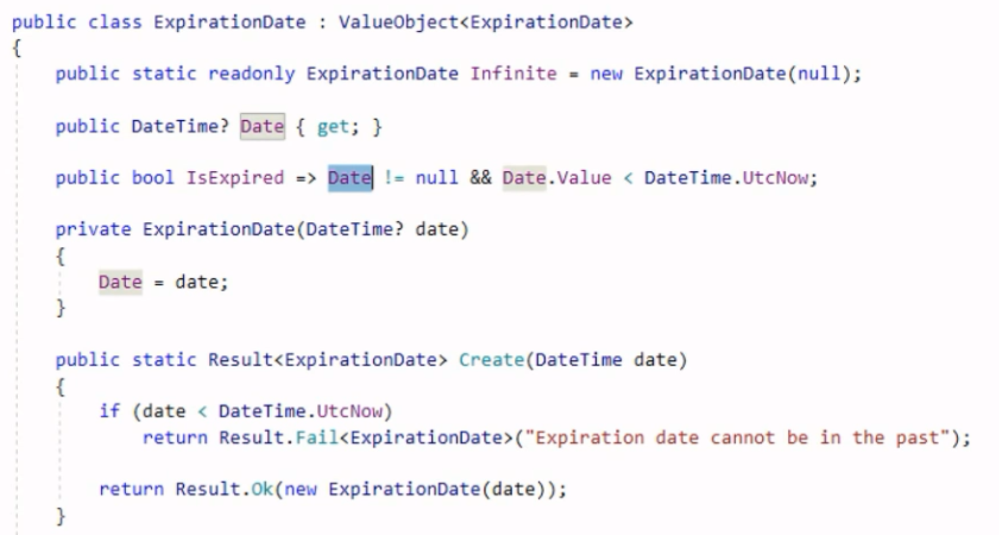 public class ExpirationDate : ValueObject<ExpirationDate>
{
    public static readonly ExpirationDate Infinite = new ExpirationDate(null);

    public DateTime? Date { get; }

    public bool IsExpired => Date != null && Date.Value < DateTime.UtcNow;

    private ExpirationDate(DateTime? date)
    {
        Date = date;
    }

    public static Result<ExpirationDate> Create(DateTime date)
    {
        if (date < DateTime.UtcNow)
            return Result.Fail<ExpirationDate>("Expiration date cannot be in the past");

        return Result.Ok(new ExpirationDate(date));
    }